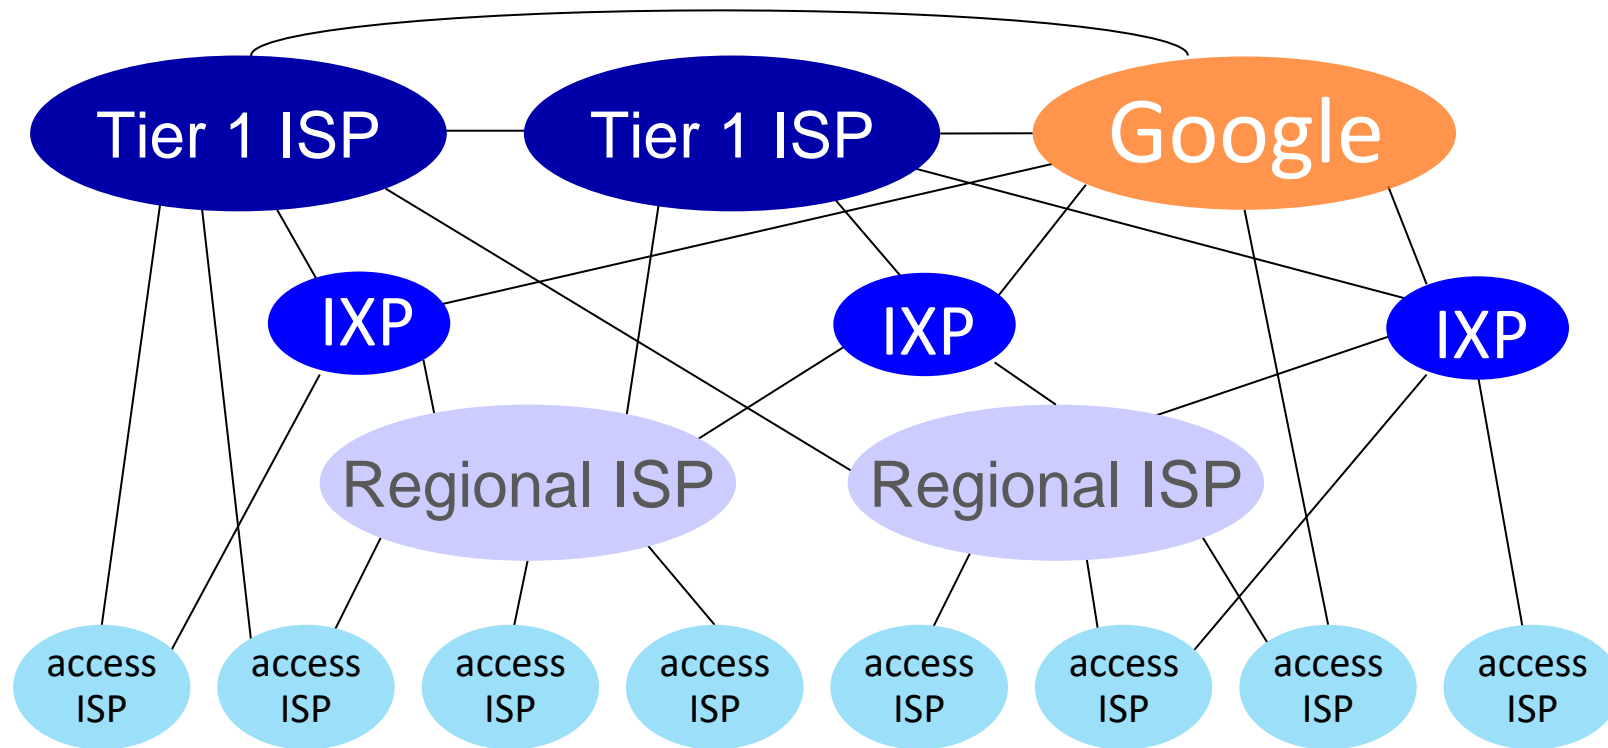 Tier 1 ISP
Tier 1 ISP
Google
IXP
IXP
IXP
Regional ISP
Regional ISP
access
ISP
access
ISP
access
ISP
access
ISP
access
ISP
access
ISP
access
ISP
access
ISP